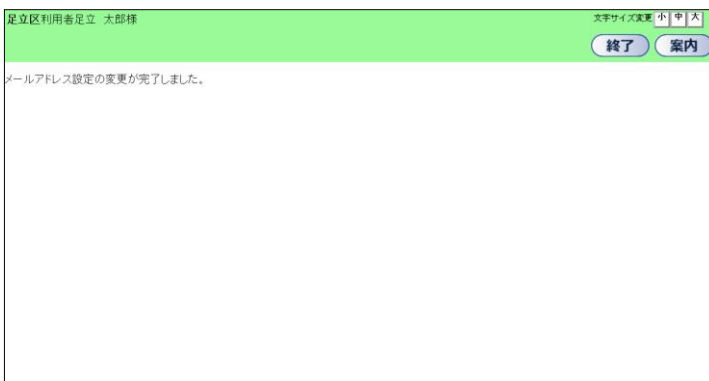 足立区利用者足立 太郎様
文字サイズ変更 小 中 大
終了 案内
メールアドレス設定の変更が完了しました。